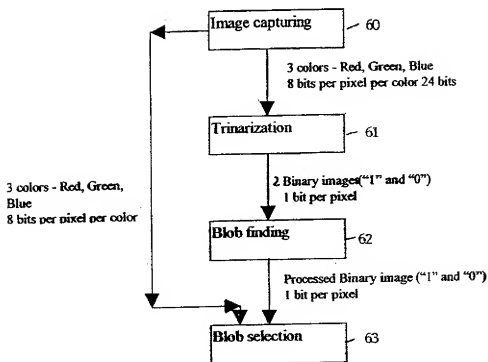 Image capturing
60
3 colors - Red, Green, Blue
8 bits per pixel per color 24 bits
Trinarization
61
2 Binary images("1" and "0")
1 bit per pixel
3 colors - Red, Green,
Blue
8 bits per pixel per color
Blob finding
62
Processed Binary image ("1" and "0")
1 bit per pixel
Blob selection
63